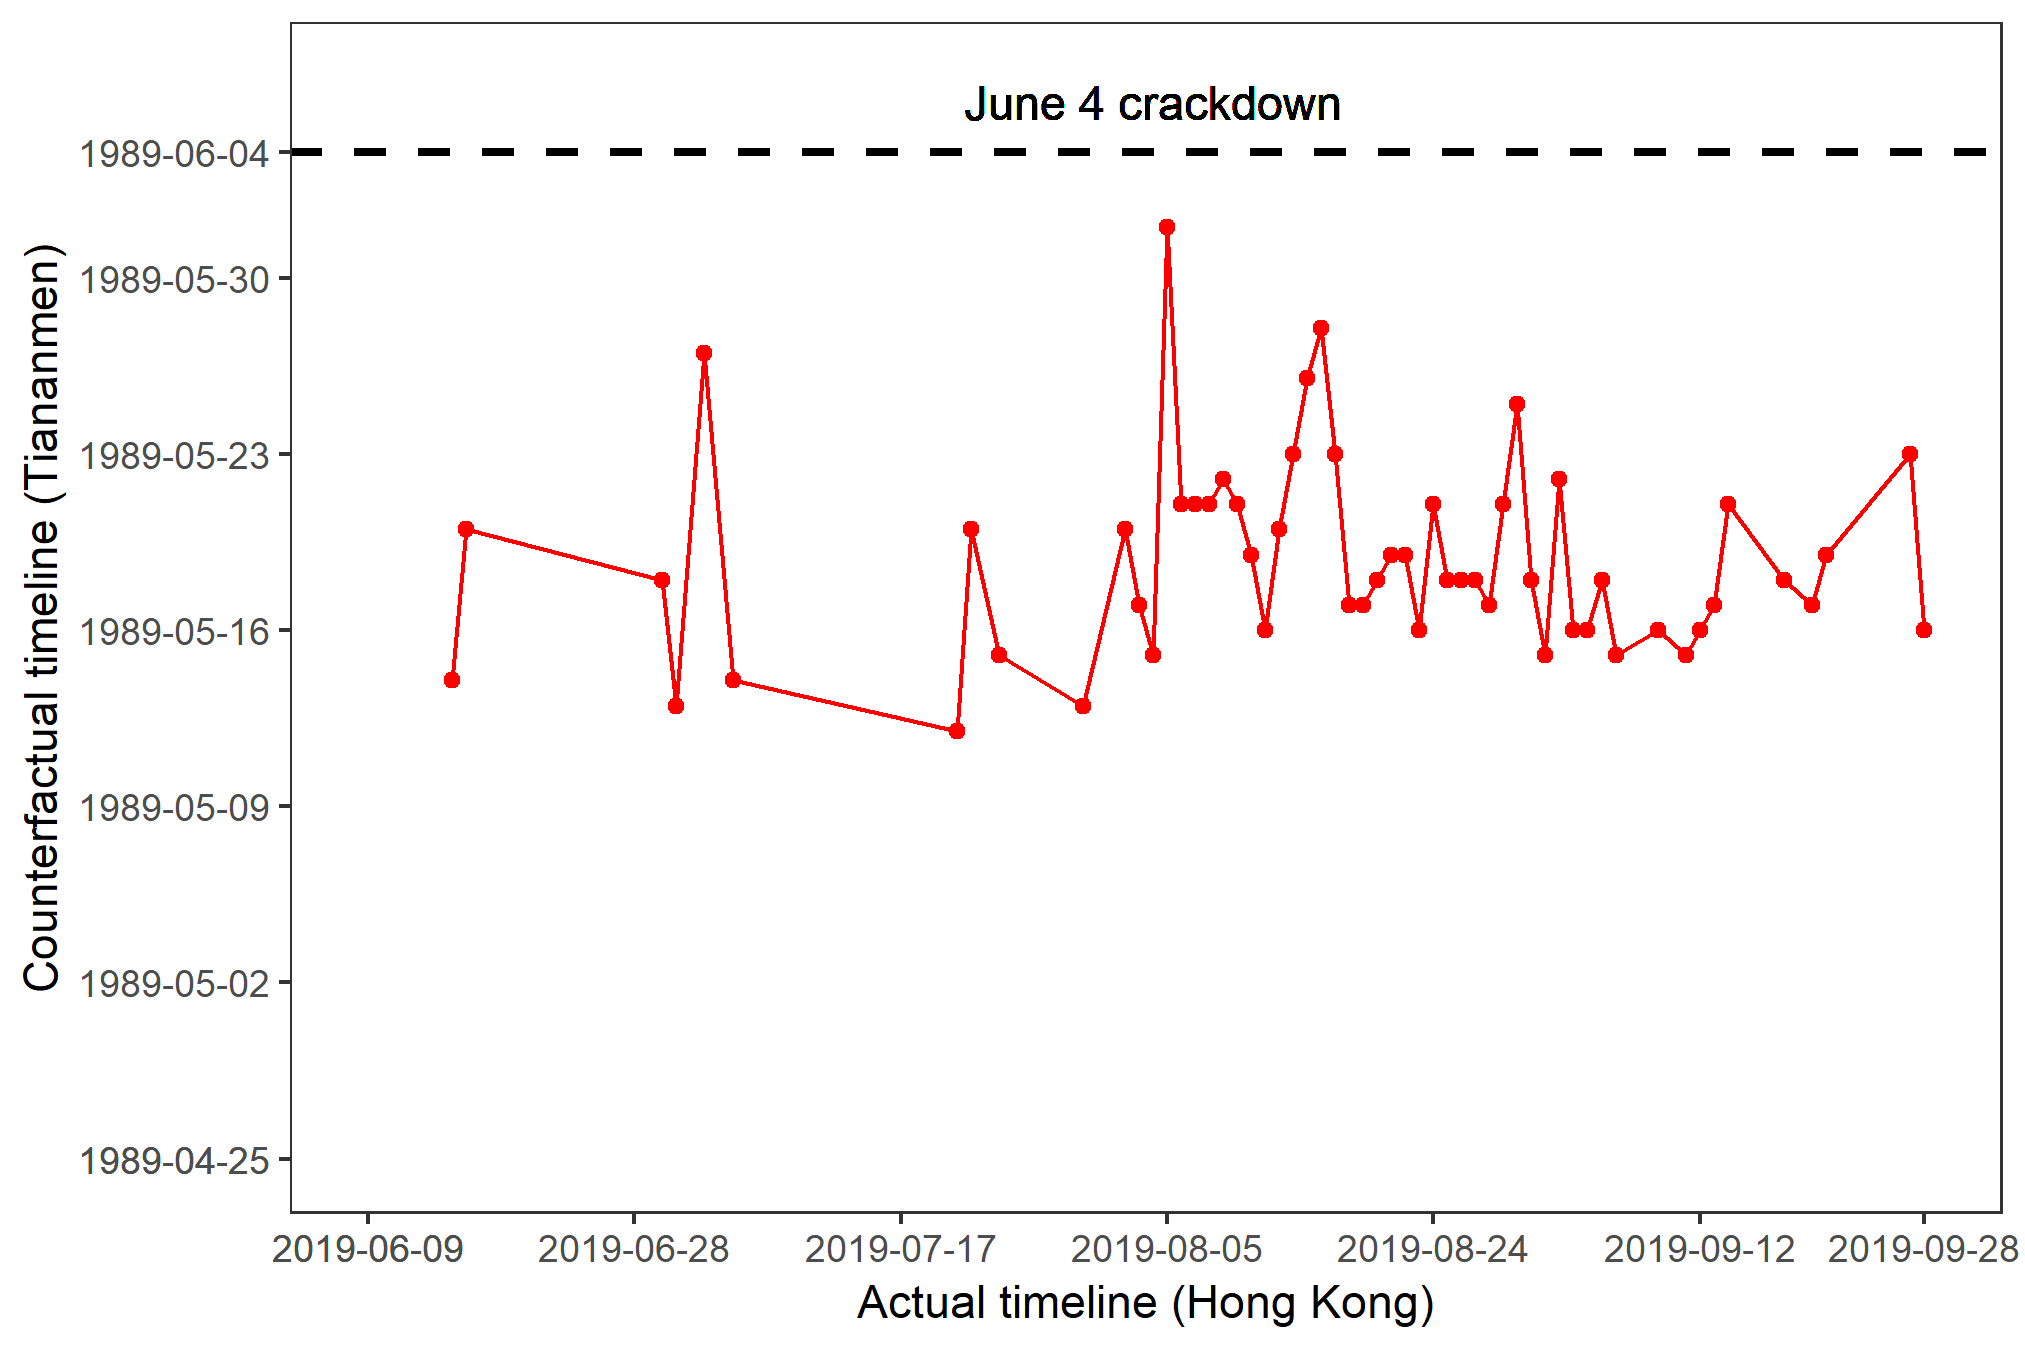 June 4 crackdown
1989-06-04
1989-05-30
1989-05-23
1989-05-16
1989-05-09
1989-05-02
1989-04-25
Counterfactual timeline (Tiananmen)
2019-06-09 2019-06-28 2019-07-17 2019-08-05 2019-08-24 2019-09-12 2019-09-28
Actual timeline (Hong Kong)